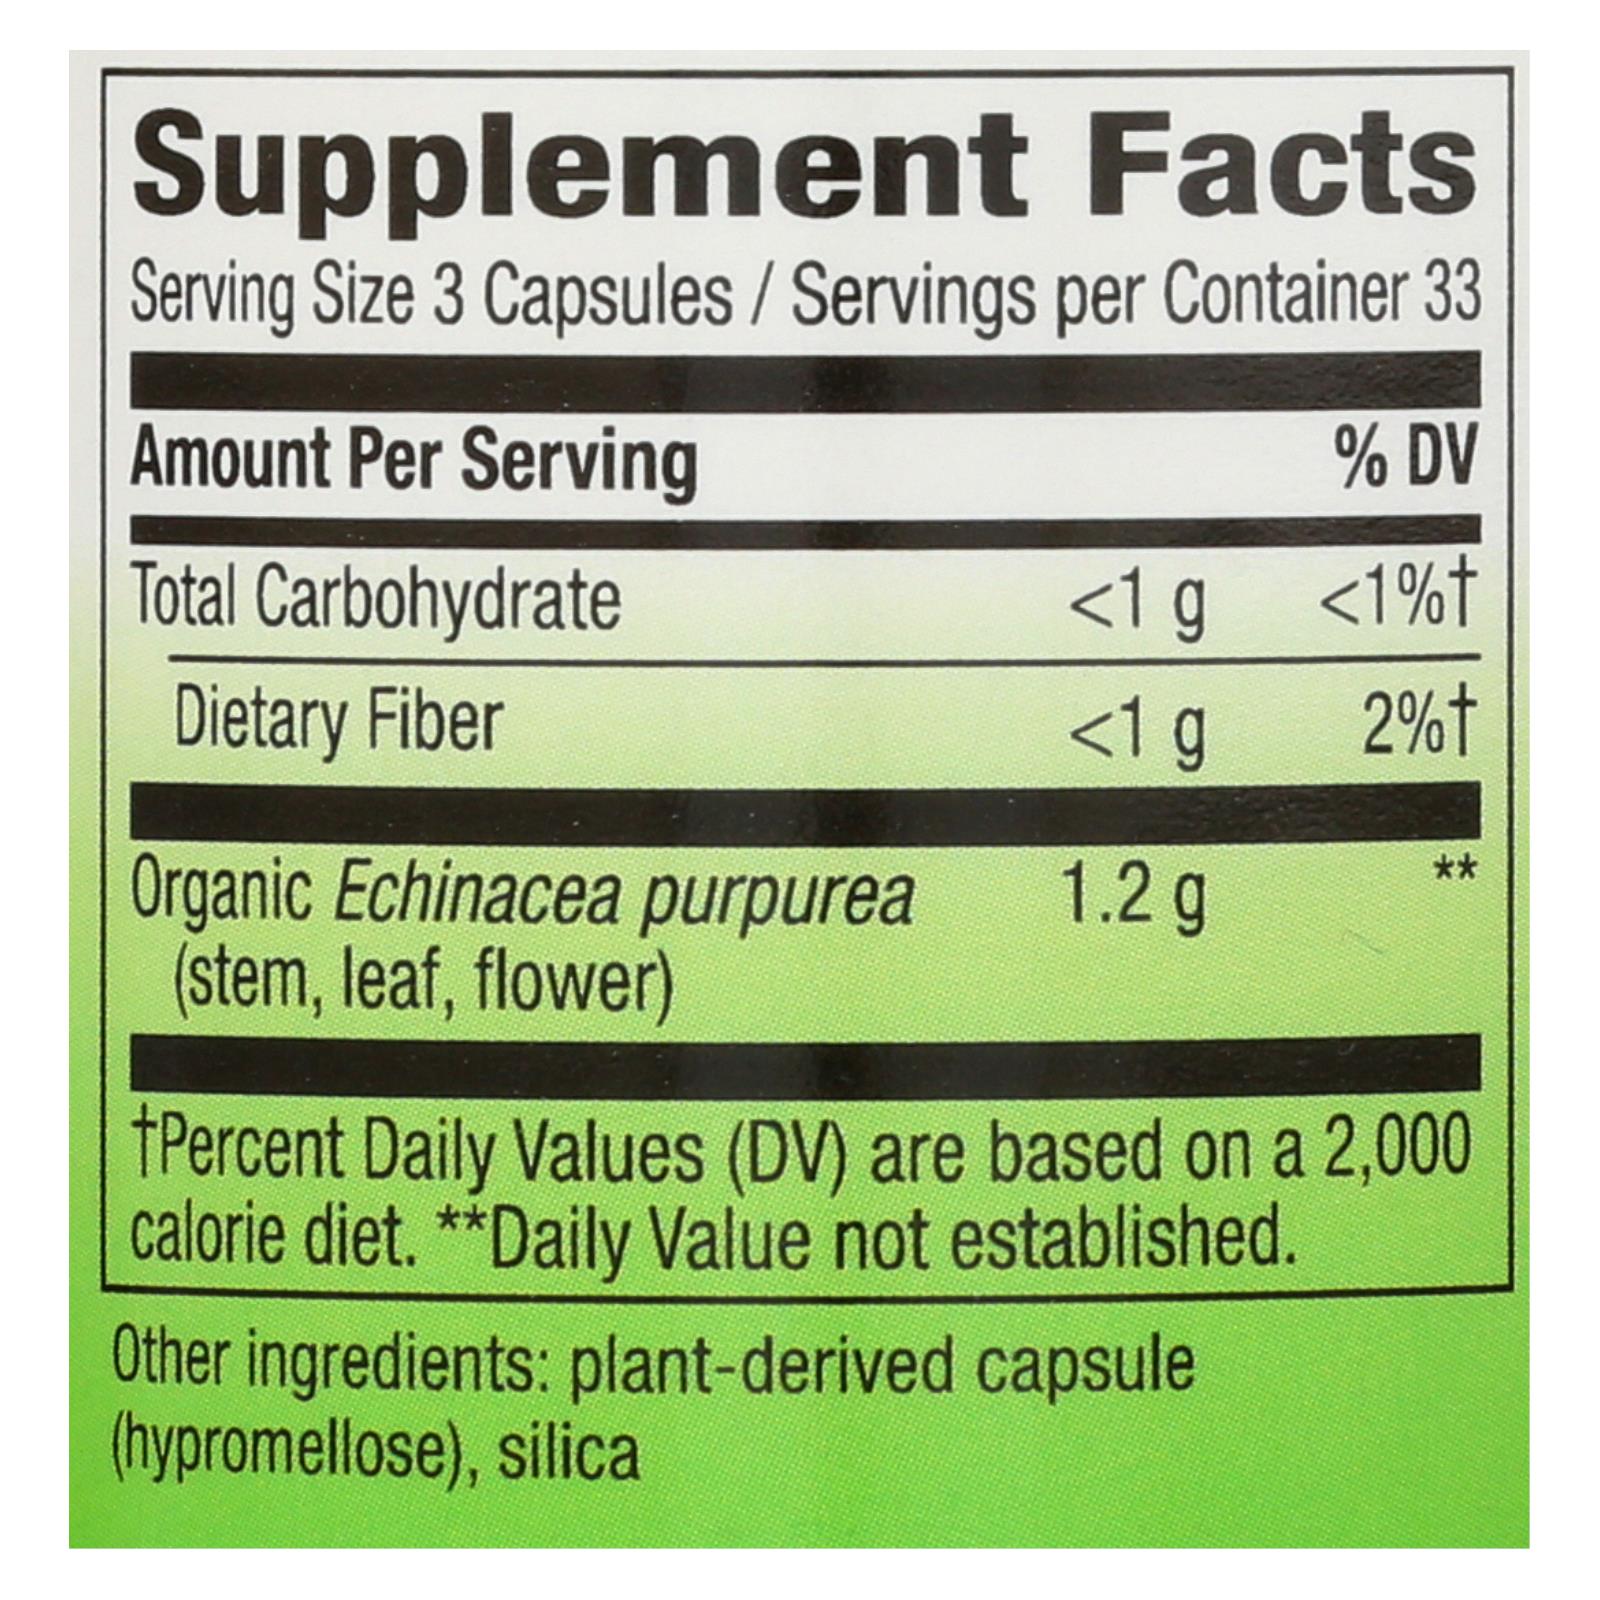 Supplement Facts
Serving Size 3 Capsules / Servings per Container 33
Amount Per Serving % DV
Total Carbohydrate <1 g <1%†
Dietary Fiber <1 g 2%†
Organic Echinacea purpurea 1.2 g **
(stem, leaf, flower)
†Percent Daily Values (DV) are based on a 2,000
calorie diet. **Daily Value not established.
Other ingredients: plant-derived capsule
(hypromellose), silica